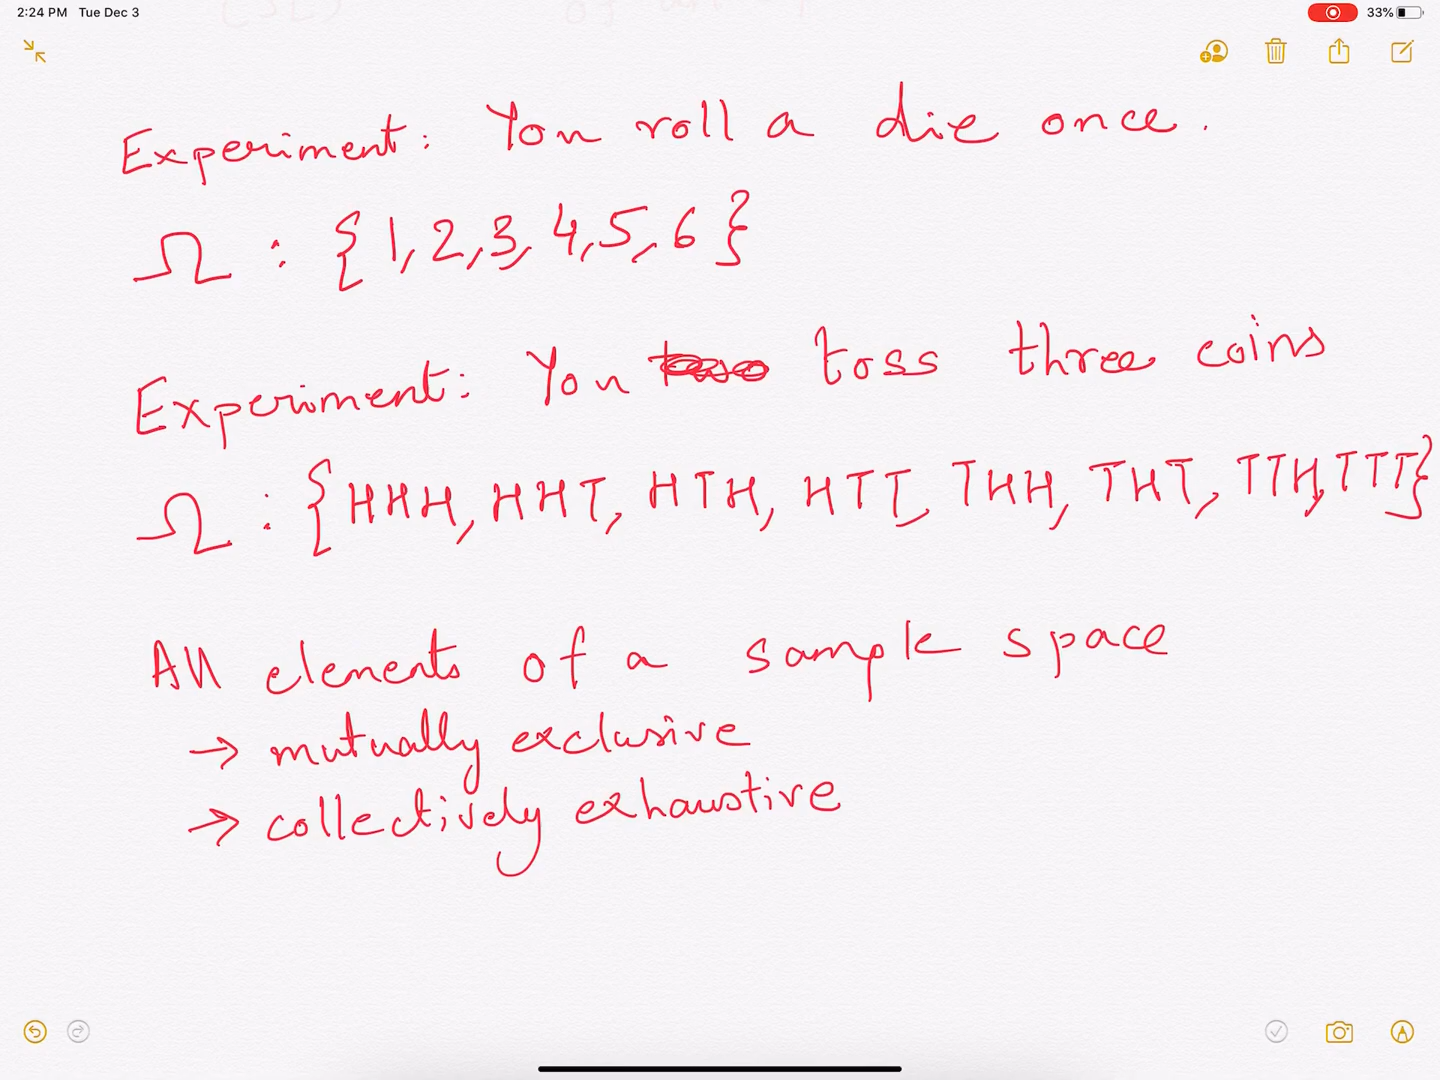 2:24 PM Tue Dec 3
33%
Experiment: You roll a die once.
Ω : {1,2,3,4,5,6}
Experiment: You toss three coins
Ω : {HHH, HHT, HTH, HTT, THH, THT, TTH, TTT}
All elements of a sample space
→ mutually exclusive
→ collectively exhaustive